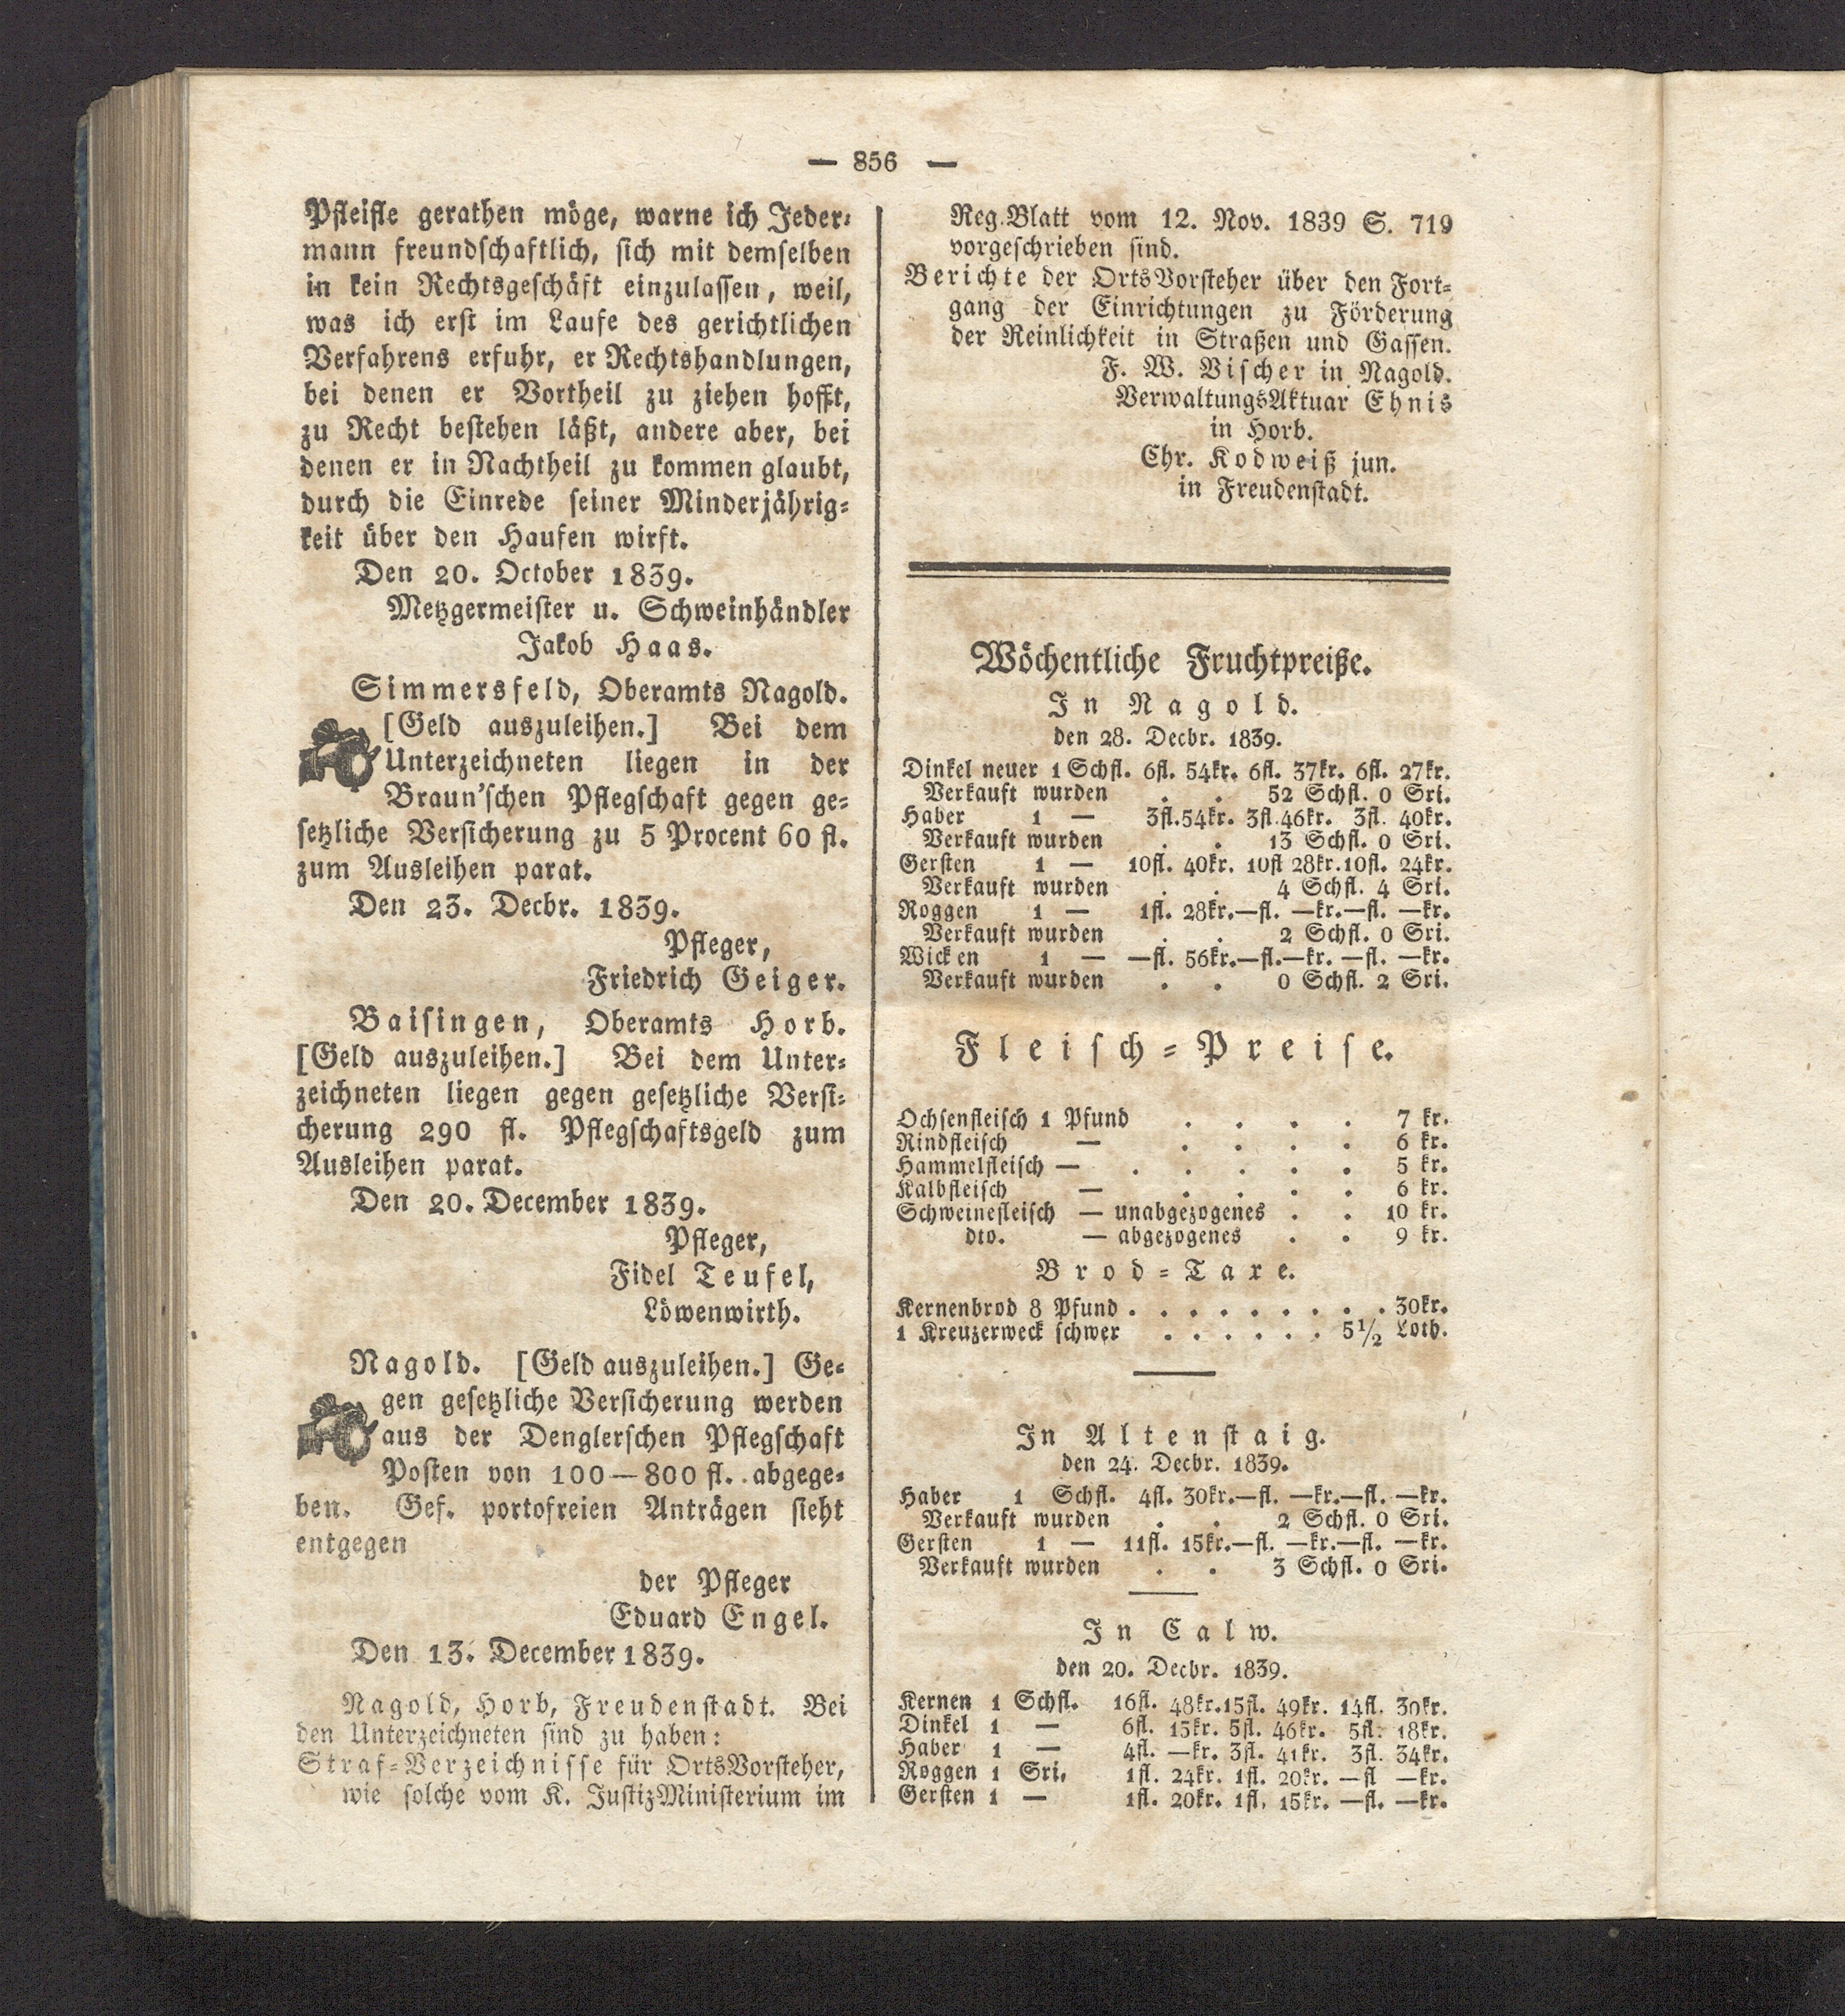 — 856 —
Pfleifle gerathen möge, warne ich Jeder-
mann freundschaftlich, sich mit demselben
in kein Rechtsgeschäft einzulassen, weil,
was ich erst im Laufe des gerichtlichen
Verfahrens erfuhr, er Rechtshandlungen,
bei denen er Vortheil zu ziehen hofft,
zu Recht bestehen läßt, andere aber, bei
denen er in Nachtheil zu kommen glaubt,
durch die Einrede seiner Minderjährig-
keit über den Haufen wirft.
Den 20. October 1839.
Metzgermeister u. Schweinhändler
Jakob Haas.
Simmersfeld, Oberamts Nagold.
[Geld auszuleihen.] Bei dem
Unterzeichneten liegen in der
Braun'schen Pflegschaft gegen ge-
setzliche Versicherung zu 5 Procent 60 fl.
zum Ausleihen parat.
Den 23. Decbr. 1839.
Pfleger,
Friedrich Geiger.
Baisingen, Oberamts Horb.
[Geld auszuleihen.] Bei dem Unter-
zeichneten liegen gegen gesetzliche Versi-
cherung 290 fl. Pflegschaftsgeld zum
Ausleihen parat.
Den 20. December 1839.
Pfleger,
Fidel Teufel,
Löwenwirth.
Nagold. [Geld auszuleihen.] Ge-
gen gesetzliche Versicherung werden
aus der Denglerschen Pflegschaft
Posten von 100—800 fl. abgege-
ben. Gef. portofreien Anträgen sieht
entgegen
der Pfleger
Eduard Engel.
Den 13. December 1839.
Nagold, Horb, Freudenstadt. Bei
den Unterzeichneten sind zu haben:
Straf-Verzeichnisse für OrtsVorsteher,
wie solche vom K. JustizMinisterium im
Reg.Blatt vom 12. Nov. 1839 S. 719
vorgeschrieben sind.
Berichte der OrtsVorsteher über den Fort-
gang der Einrichtungen zu Förderung
der Reinlichkeit in Straßen und Gassen.
F. W. Vischer in Nagold.
VerwaltungsAktuar Ehnis
in Horb.
Chr. Kodweiß jun.
in Freudenstadt.
Wöchentliche Fruchtpreiße.
In Nagold.
den 28. Decbr. 1839.
Dinkel neuer 1 Schfl. 6fl. 54kr. 6fl. 37kr. 6fl. 27kr.
Verkauft wurden . . 52 Schfl. 0 Sri.
Haber 1 — 3fl.54kr. 3fl.46kr. 3fl. 40kr.
Verkauft wurden . . 13 Schfl. 0 Sri.
Gersten 1 — 10fl. 40kr. 10fl 28kr.10fl. 24kr.
Verkauft wurden . . 4 Schfl. 4 Sri.
Roggen 1 — 1fl. 28kr.—fl. —kr.—fl. —kr.
Verkauft wurden . . 2 Schfl. 0 Sri.
Wicken 1 — —fl. 56kr.—fl.—kr. —fl. —kr.
Verkauft wurden . . 0 Schfl. 2 Sri.
Fleisch-Preise.
Ochsenfleisch 1 Pfund . . . . 7 kr.
Rindfleisch — . . . . 6 kr.
Hammelfleisch — . . . . . 5 kr.
Kalbfleisch — . . . . 6 kr.
Schweinefleisch — unabgezogenes . . 10 kr.
dto. — abgezogenes . . 9 kr.
Brod-Taxe.
Kernenbrod 8 Pfund . . . . . . . . . 30kr.
1 Kreuzerweck schwer . . . . . . 5 1/2 Loth.
In Altenstaig.
den 24. Decbr. 1839.
Haber 1 Schfl. 4fl. 30kr.—fl. —kr.—fl. —kr.
Verkauft wurden . . 2 Schfl. 0 Sri.
Gersten 1 — 11fl. 15kr.—fl. —kr.—fl. —kr.
Verkauft wurden . . 3 Schfl. 0 Sri.
In Calw.
den 20. Decbr. 1839.
Kernen 1 Schfl. 16fl. 48kr.15fl. 49kr. 14fl. 30kr.
Dinkel 1 — 6fl. 15kr. 5fl. 46kr. 5fl. 18kr.
Haber 1 — 4fl. —kr. 3fl. 41kr. 3fl. 34kr.
Roggen 1 Sri. 1fl. 24kr. 1fl. 20kr. —fl —kr.
Gersten 1 — 1fl. 20kr. 1fl. 15kr. —fl. —kr.